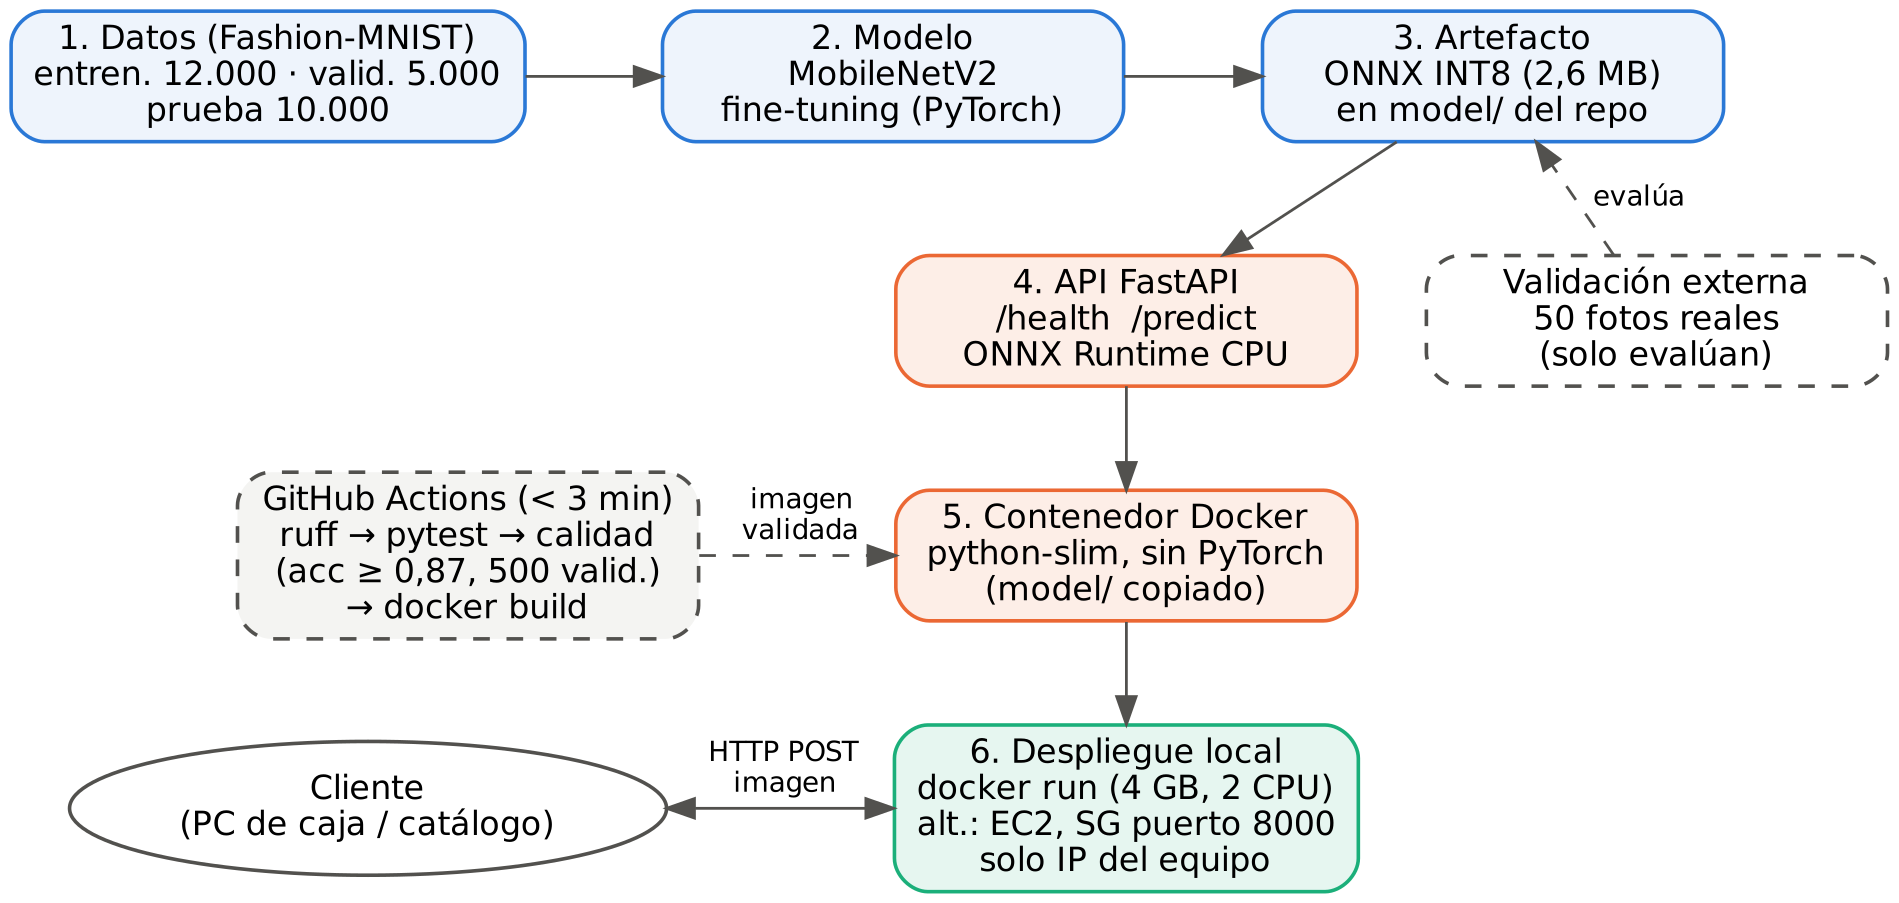 1. Datos (Fashion-MNIST)
entren. 12.000 · valid. 5.000
prueba 10.000
2. Modelo
MobileNetV2
fine-tuning (PyTorch)
3. Artefacto
ONNX INT8 (2,6 MB)
en model/ del repo
evalúa
4. API FastAPI
/health  /predict
ONNX Runtime CPU
Validación externa
50 fotos reales
(solo evalúan)
GitHub Actions (< 3 min)
ruff → pytest → calidad
(acc ≥ 0,87, 500 valid.)
→ docker build
imagen
validada
5. Contenedor Docker
python-slim, sin PyTorch
(model/ copiado)
Cliente
(PC de caja / catálogo)
HTTP POST
imagen
6. Despliegue local
docker run (4 GB, 2 CPU)
alt.: EC2, SG puerto 8000
solo IP del equipo